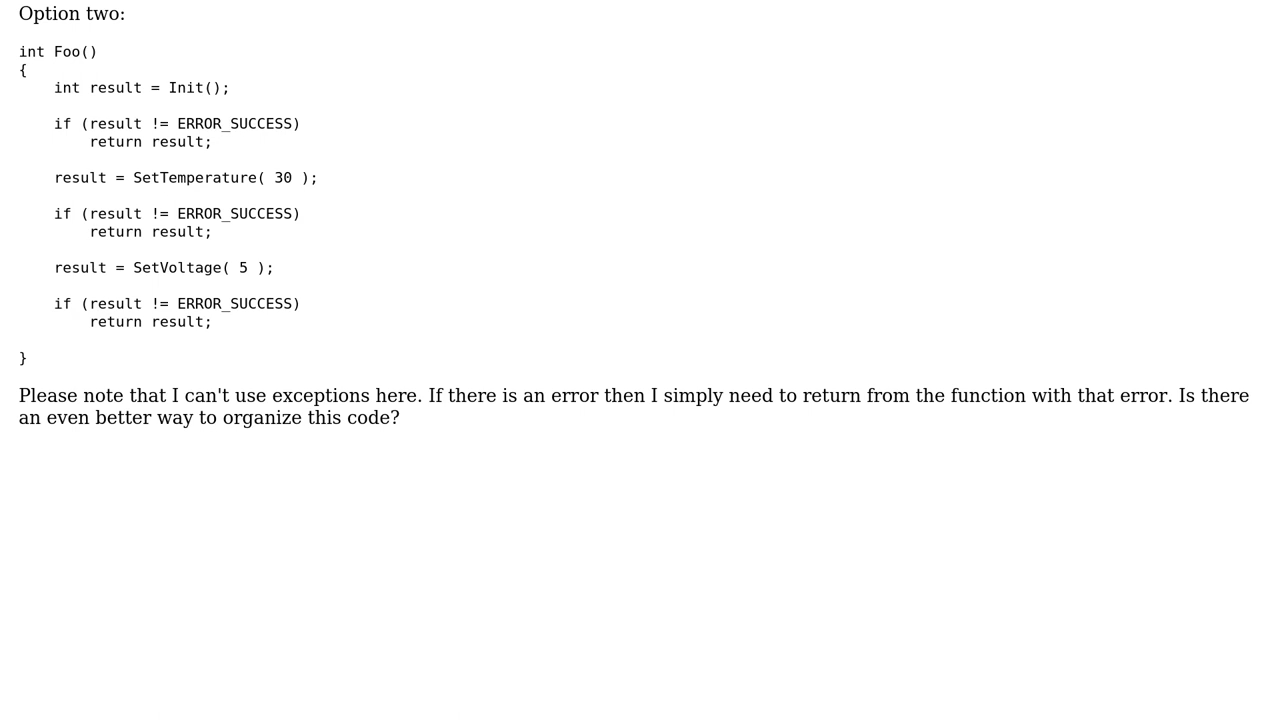 Option two:
int Foo()
{
    int result = Init();
    if (result != ERROR_SUCCESS)
        return result;
    result = SetTemperature( 30 );
    if (result != ERROR_SUCCESS)
        return result;
    result = SetVoltage( 5 );
    if (result != ERROR_SUCCESS)
        return result;
}
Please note that I can't use exceptions here. If there is an error then I simply need to return from the function with that error. Is there
an even better way to organize this code?